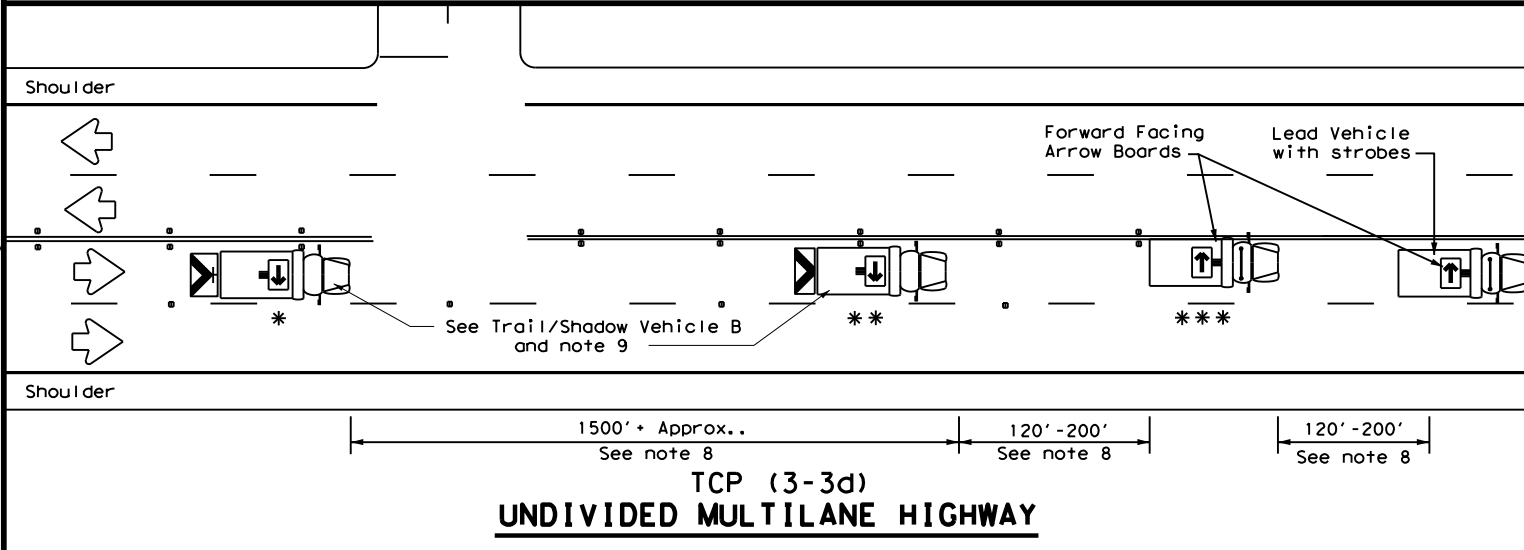 Shoulder
Forward Facing
Arrow Boards
Lead Vehicle
with strobes
*
* *
* * *
See Trail/Shadow Vehicle B
and note 9
Shoulder
1500'+ Approx..
See note 8
120'-200'
See note 8
120'-200'
See note 8
TCP (3-3d)
UNDIVIDED MULTILANE HIGHWAY